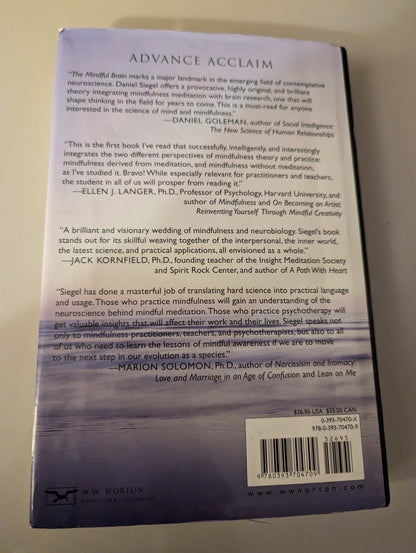 ADVANCE ACCLAIM
"The Mindful Brain marks a major landmark in the emerging field of contemplative
neuroscience. Daniel Siegel offers a provocative, highly original, and brilliant
theory integrating mindfulness meditation with brain research, one that will
shape thinking in the field for years to come. This is a must-read for anyone
interested in the science of mind and mindfulness."
—DANIEL GOLEMAN, author of Social Intelligence:
The New Science of Human Relationships
"This is the first book I've read that successfully, intelligently, and interestingly
integrates the two different perspectives of mindfulness theory and practice:
mindfulness derived from meditation, and mindfulness without meditation,
as I've studied it. Bravo! While especially relevant for practitioners and teachers,
the student in all of us will prosper from reading it."
—ELLEN J. LANGER, Ph.D., Professor of Psychology, Harvard University, and
author of Mindfulness and On Becoming an Artist:
Reinventing Yourself Through Mindful Creativity
"A brilliant and visionary wedding of mindfulness and neurobiology. Siegel's book
stands out for its skillful weaving together of the interpersonal, the inner world,
the latest science, and practical applications, all envisioned as a whole."
—JACK KORNFIELD, Ph.D., founding teacher of the Insight Meditation Society
and Spirit Rock Center, and author of A Path With Heart
"Siegel has done a masterful job of translating hard science into practical language
and usage. Those who practice mindfulness will gain an understanding of the
neuroscience behind mindful meditation. Those who practice psychotherapy will
get valuable insights that will affect their work and their lives. Siegel speaks not
only to mindfulness practitioners, teachers, and psychotherapists, but also to all
of us who need to learn the lessons of mindful awareness if we are to move
to the next step in our evolution as a species."
—MARION SOLOMON, Ph.D., author of Narcissism and Intimacy,
Love and Marriage in an Age of Confusion and Lean on Me
$26.95 USA $33.50 CAN
0-393-70470-X
978-0-393-70470-9
52695
9 780393 704709
www.wwnorton.com
W.W. NORTON
NEW YORK • LONDON